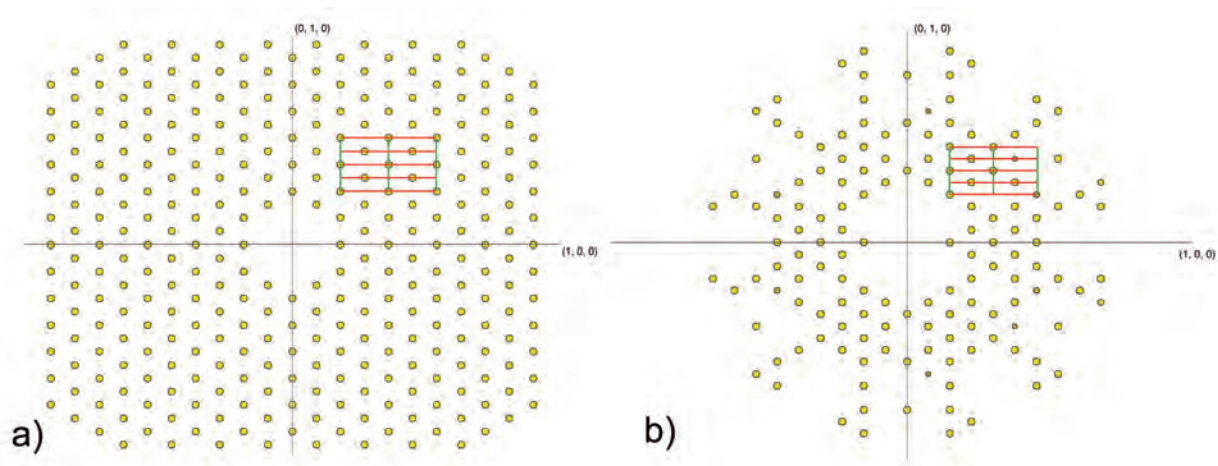 (0, 1, 0)
(1, 0, 0)
a)
(0, 1, 0)
(1, 0, 0)
b)